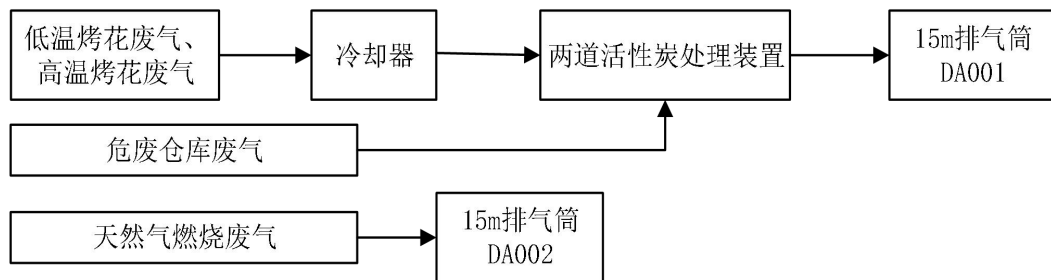 低温烤花废气、
高温烤花废气
冷却器
两道活性炭处理装置
15m排气筒
DA001
危废仓库废气
天然气燃烧废气
15m排气筒
DA002